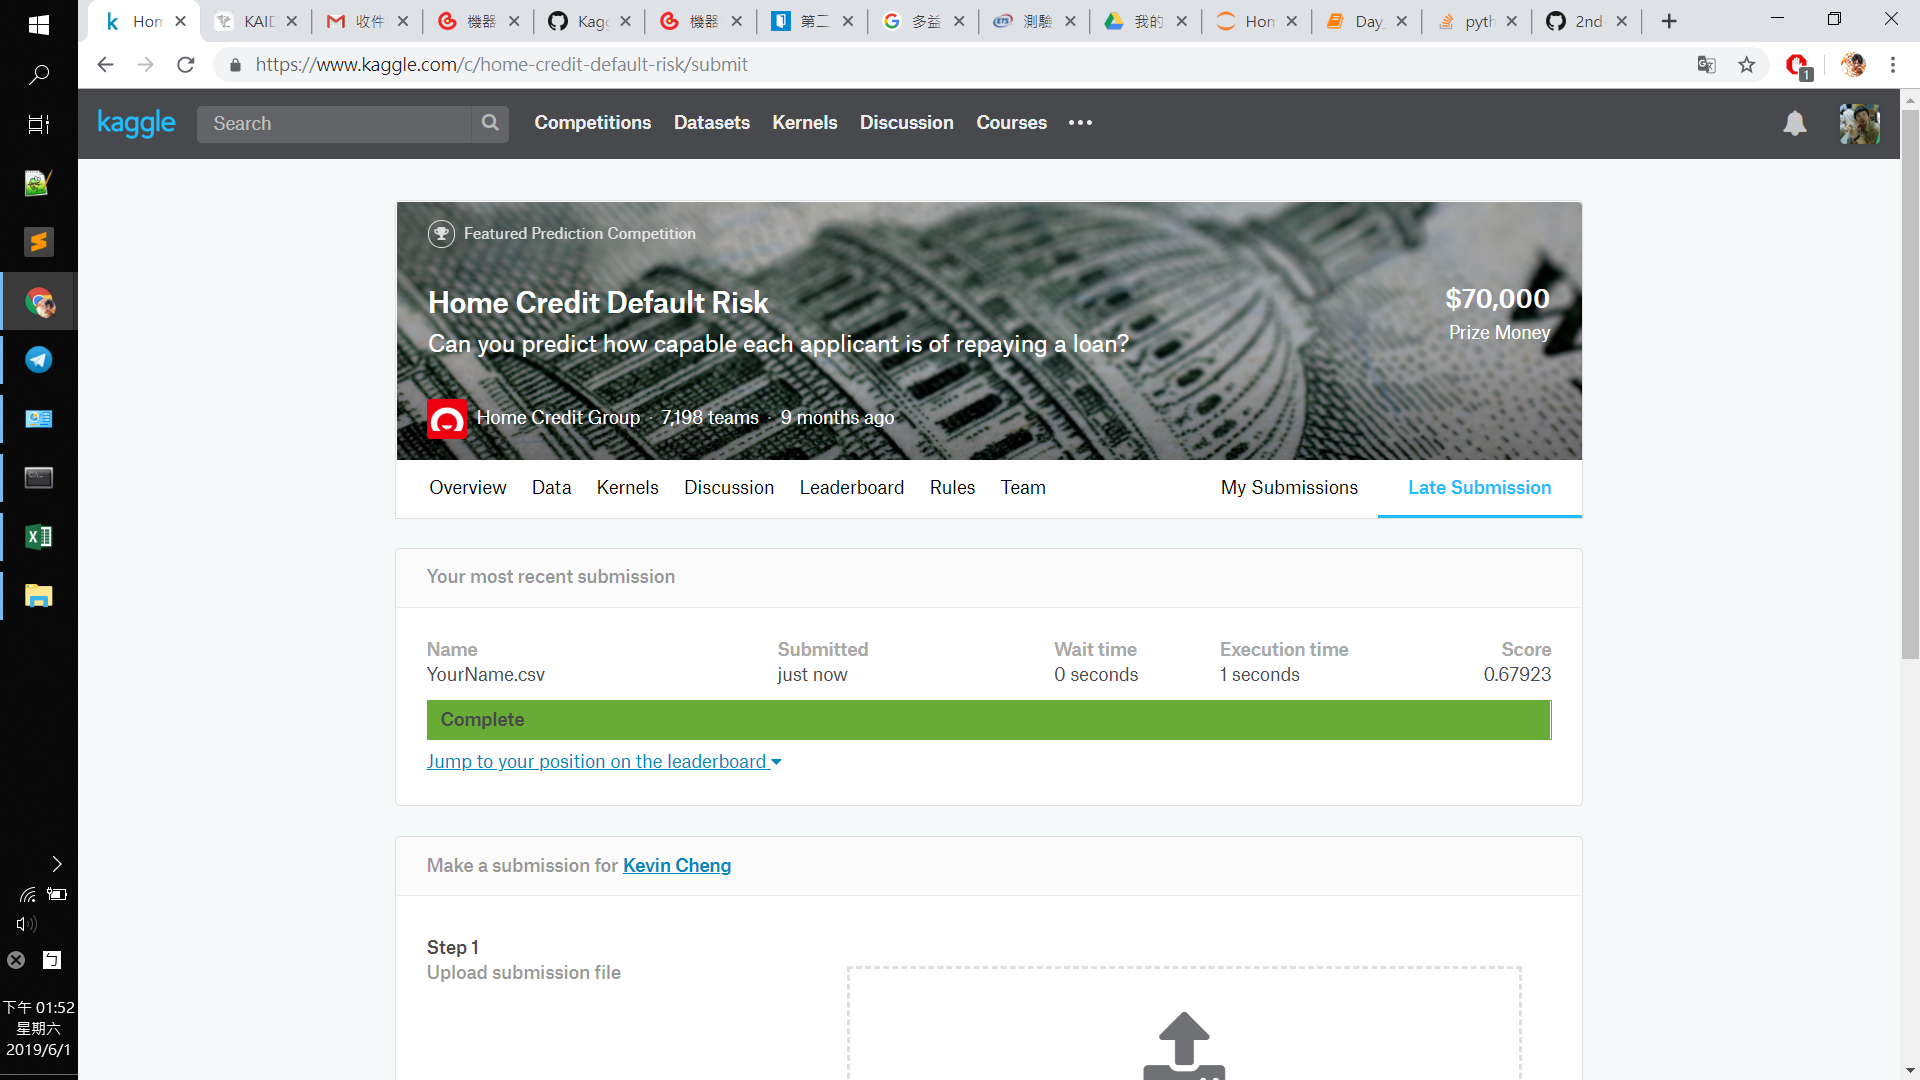 Hom
KAID
收件
機器
Kagg
機器
第二
多益
測驗
我的
Hom
Day_
pyth
2nd-
https://www.kaggle.com/c/home-credit-default-risk/submit
1
kaggle
Search
Competitions Datasets Kernels Discussion Courses
Featured Prediction Competition
Home Credit Default Risk
$70,000
Can you predict how capable each applicant is of repaying a loan?
Prize Money
Home Credit Group · 7,198 teams · 9 months ago
Overview Data Kernels Discussion Leaderboard Rules Team My Submissions Late Submission
Your most recent submission
Name Submitted Wait time Execution time Score
YourName.csv just now 0 seconds 1 seconds 0.67923
Complete
Jump to your position on the leaderboard
Make a submission for Kevin Cheng
Step 1
Upload submission file
ㄅ
下午 01:52
星期六
2019/6/1